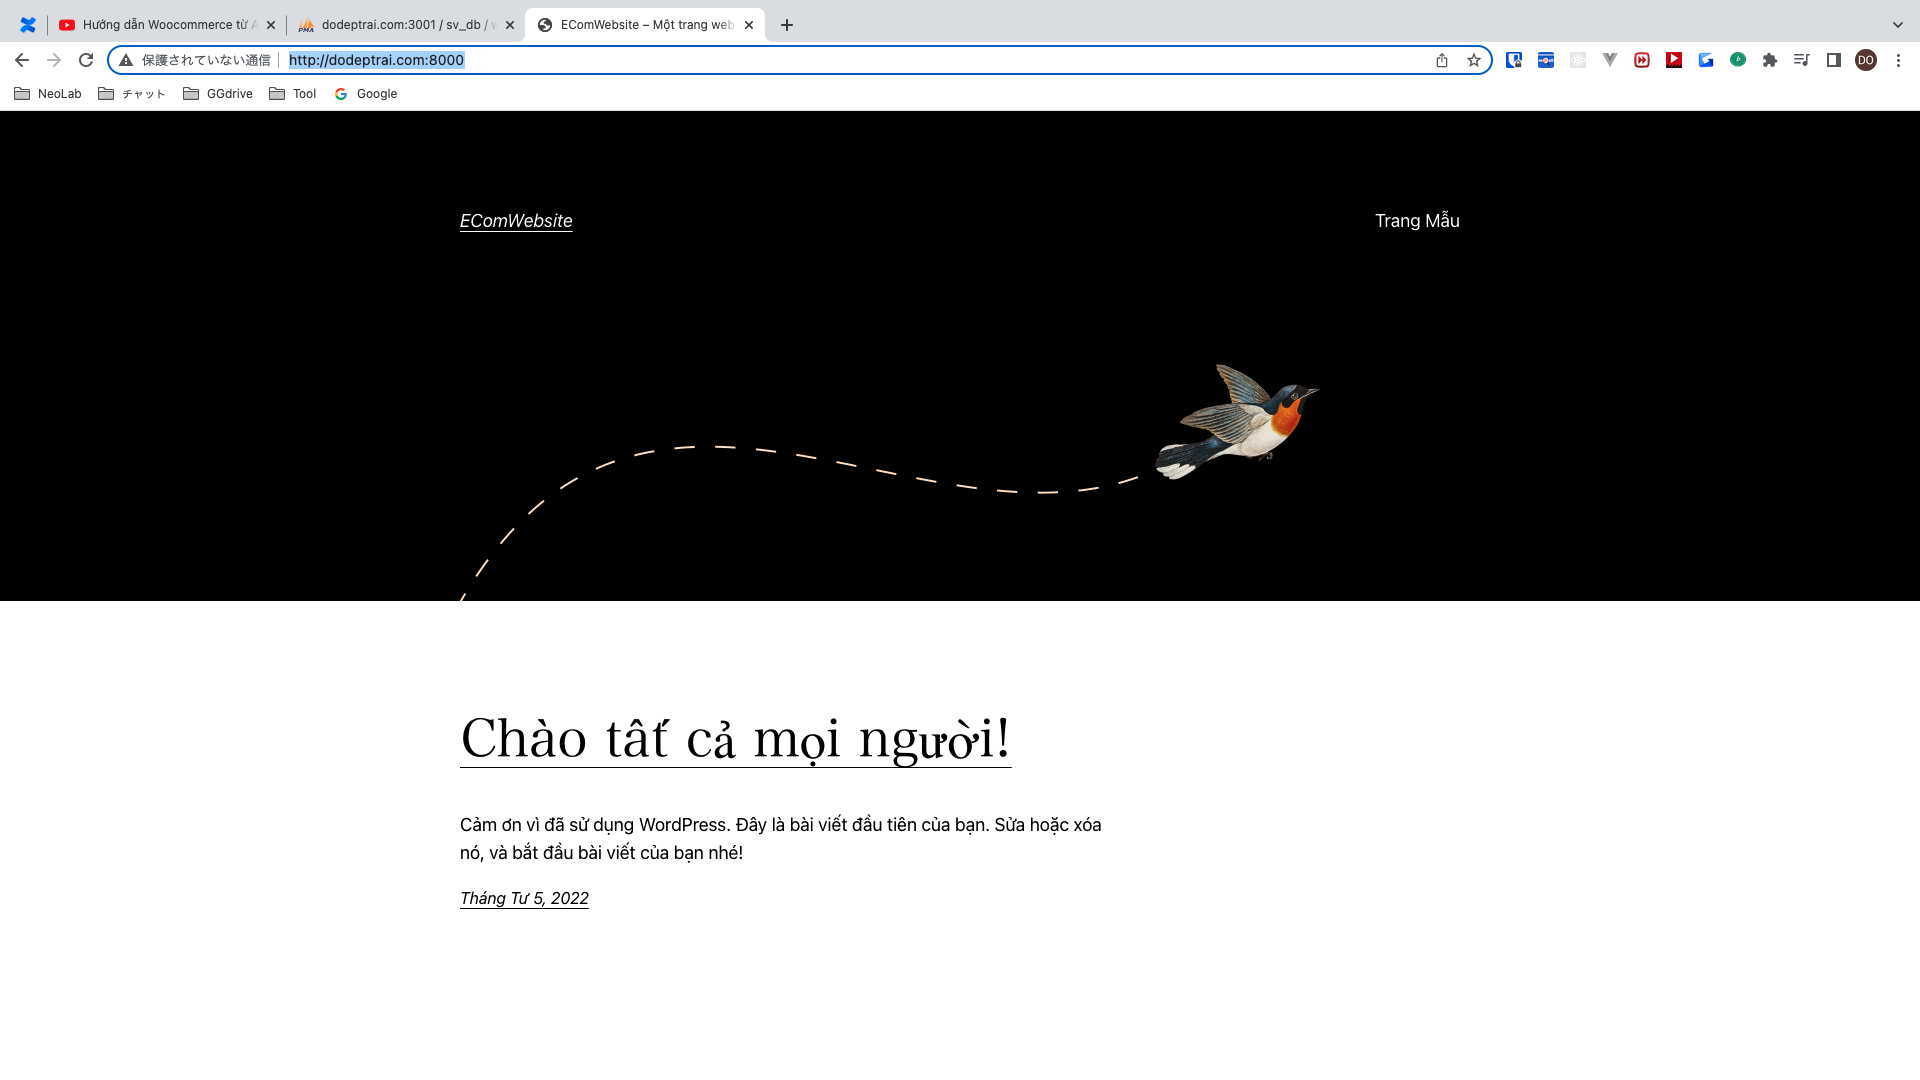 Hướng dẫn Woocommerce từ A
dodeptrai.com:3001 / sv_db / w
EComWebsite – Một trang web
保護されていない通信 http://dodeptrai.com:8000
DO
NeoLab チャット GGdrive Tool Google
EComWebsite
Trang Mẫu
Chào tất cả mọi người!
Cảm ơn vì đã sử dụng WordPress. Đây là bài viết đầu tiên của bạn. Sửa hoặc xóa
nó, và bắt đầu bài viết của bạn nhé!
Tháng Tư 5, 2022